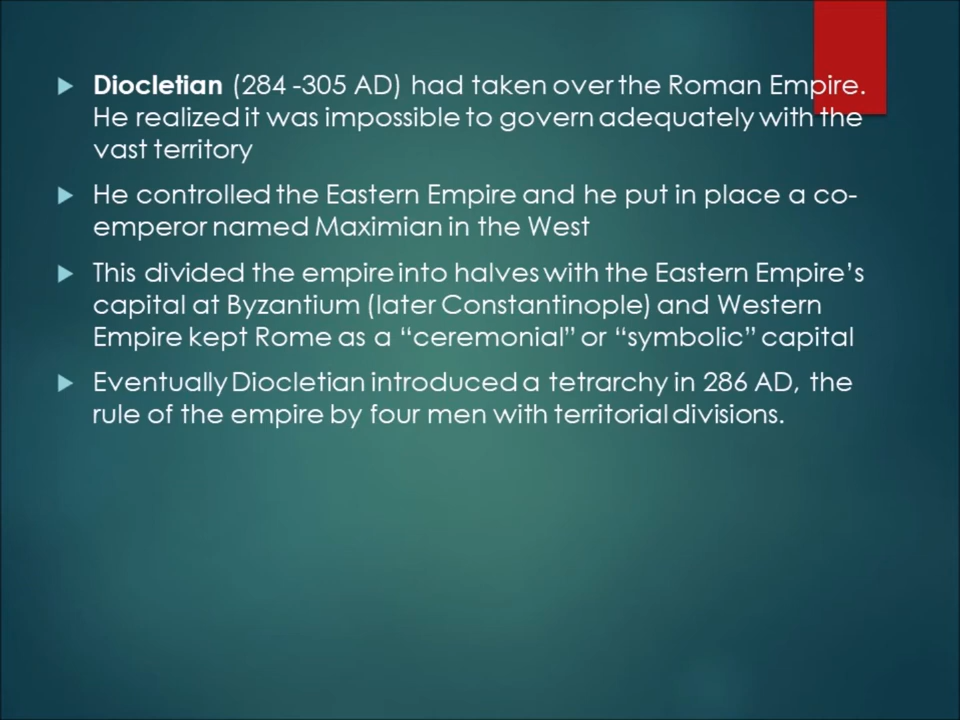 Diocletian (284 -305 AD) had taken over the Roman Empire.
He realized it was impossible to govern adequately with the
vast territory
He controlled the Eastern Empire and he put in place a co-
emperor named Maximian in the West
This divided the empire into halves with the Eastern Empire’s
capital at Byzantium (later Constantinople) and Western
Empire kept Rome as a “ceremonial” or “symbolic” capital
Eventually Diocletian introduced a tetrarchy in 286 AD, the
rule of the empire by four men with territorial divisions.